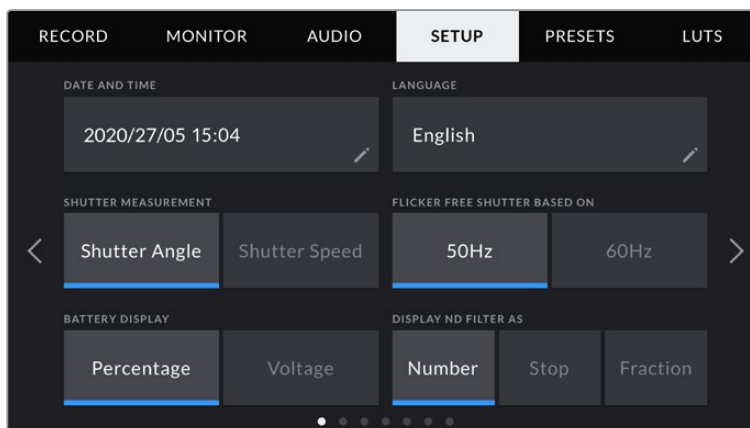 RECORD MONITOR AUDIO SETUP PRESETS LUTS
DATE AND TIME LANGUAGE
2020/27/05 15:04 English
SHUTTER MEASUREMENT FLICKER FREE SHUTTER BASED ON
Shutter Angle Shutter Speed 50Hz 60Hz
BATTERY DISPLAY DISPLAY ND FILTER AS
Percentage Voltage Number Stop Fraction